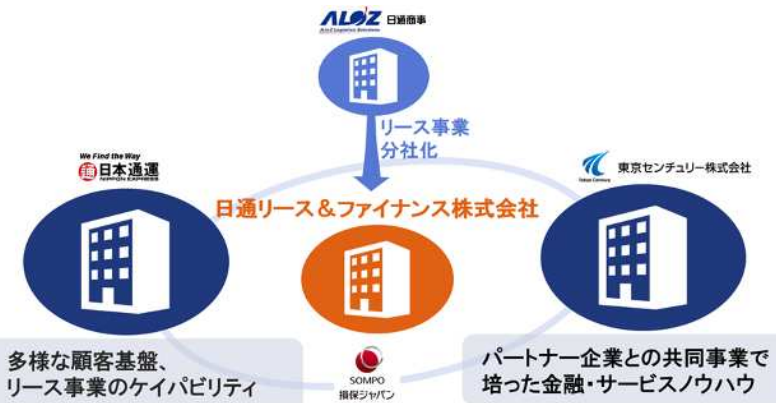 ALOZ 日通商事
A to Z Logistics Solutions
リース事業
分社化
We Find the Way
日本通運
NIPPON EXPRESS
東京センチュリー株式会社
Tokyo Century
日通リース&ファイナンス株式会社
多様な顧客基盤、
リース事業のケイパビリティ
SOMPO
損保ジャパン
パートナー企業との共同事業で
培った金融・サービスノウハウ